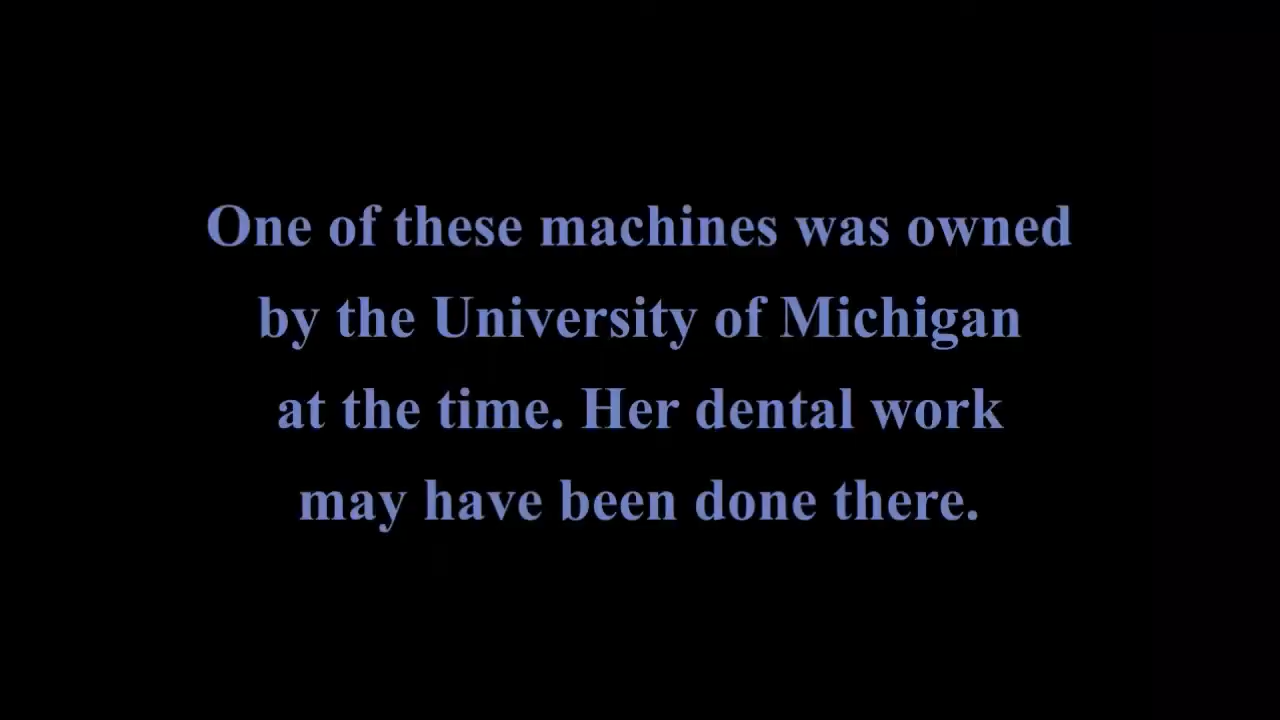 One of these machines was owned
by the University of Michigan
at the time. Her dental work
may have been done there.